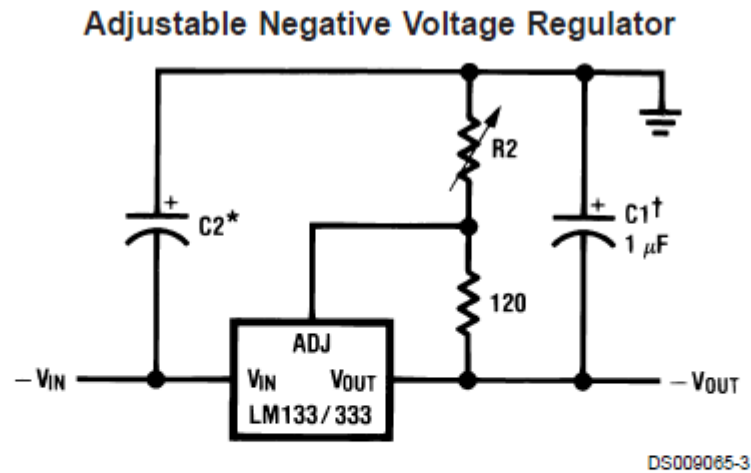 Adjustable Negative Voltage Regulator
R2
+
C2*
+
C1†
1 μF
120
ADJ
−VIN
VIN
VOUT
−VOUT
LM133/333
DS009065-3